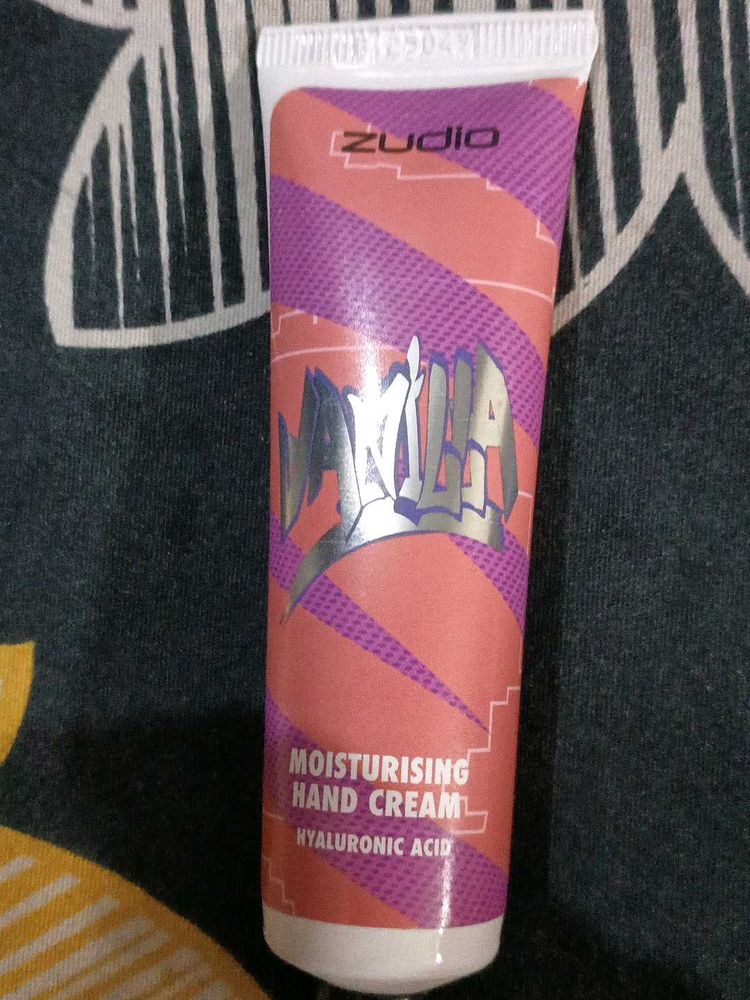 zudio
VANILLA
MOISTURISING
HAND CREAM
HYALURONIC ACID